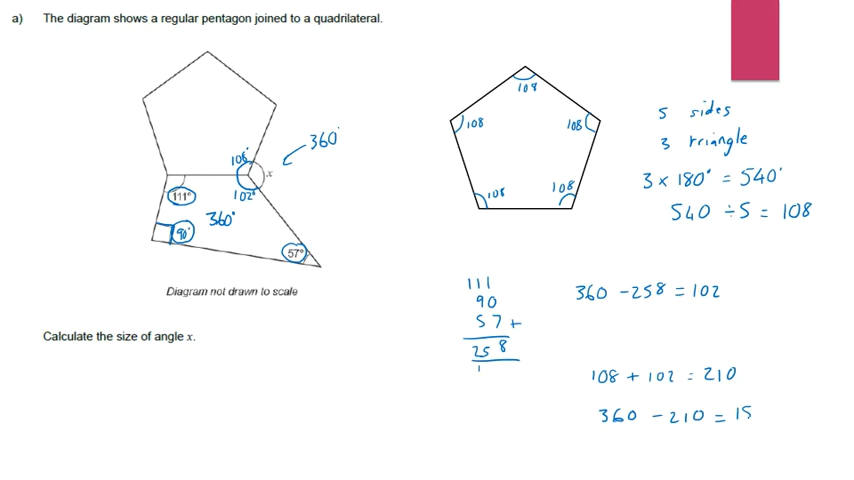 a) The diagram shows a regular pentagon joined to a quadrilateral.
108°
360°
x
111°
102°
360°
90°
57°
Diagram not drawn to scale
Calculate the size of angle x.
108
108
108
108
108
5 sides
3 triangle
3 × 180° = 540°
540 ÷ 5 = 108
111
90
57 +
258
1
360 - 258 = 102
108 + 102 = 210
360 - 210 = 15